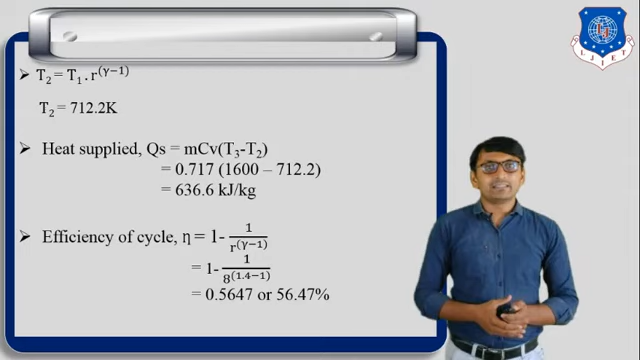 ➢ T₂ = T₁ . r^(γ−1)
T₂ = 712.2K
➢ Heat supplied, Qs = mCv(T₃-T₂)
= 0.717 (1600 – 712.2)
= 636.6 kJ/kg
➢ Efficiency of cycle, η = 1- 1/r^(γ−1)
= 1- 1/8^(1.4−1)
= 0.5647 or 56.47%
LJIET